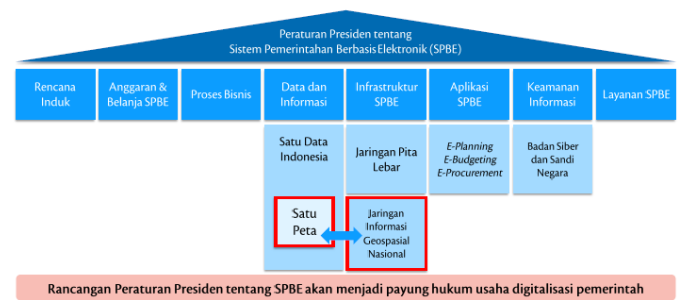 Peraturan Presiden tentang
Sistem Pemerintahan Berbasis Elektronik (SPBE)
Rencana
Induk
Anggaran &
Belanja SPBE
Proses Bisnis
Data dan
Informasi
Infrastruktur
SPBE
Aplikasi
SPBE
Keamanan
Informasi
Layanan SPBE
Satu Data
Indonesia
Jaringan Pita
Lebar
E-Planning
E-Budgeting
E-Procurement
Badan Siber
dan Sandi
Negara
Satu
Peta
Jaringan
Informasi
Geospasial
Nasional
Rancangan Peraturan Presiden tentang SPBE akan menjadi payung hukum usaha digitalisasi pemerintah